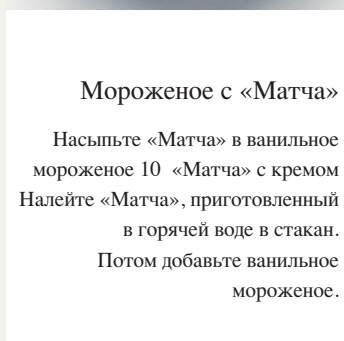 Мороженое с «Матча»
Насыпьте «Матча» в ванильное
мороженое 10  «Матча» с кремом
Налейте «Матча», приготовленный
в горячей воде в стакан.
Потом добавьте ванильное
мороженое.